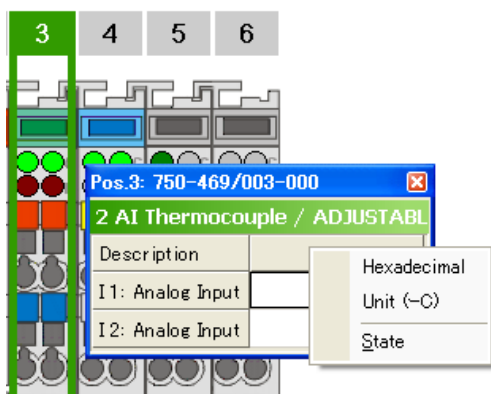 3 4 5 6
Pos.3: 750-469/003-000
2 AI Thermocouple / ADJUSTABL
Description
I1: Analog Input
I2: Analog Input
Hexadecimal
Unit (-C)
State